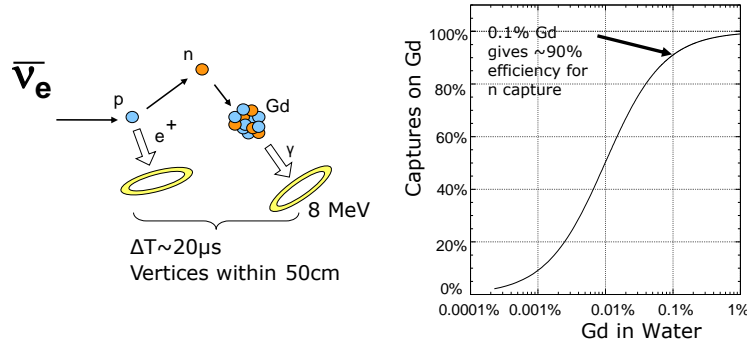 ν̅e
p
n
Gd
e+
γ
8 MeV
ΔT~20μs
Vertices within 50cm
Captures on Gd
100%
80%
60%
40%
20%
0%
0.1% Gd
gives ~90%
efficiency for
n capture
0.0001% 0.001% 0.01% 0.1% 1%
Gd in Water